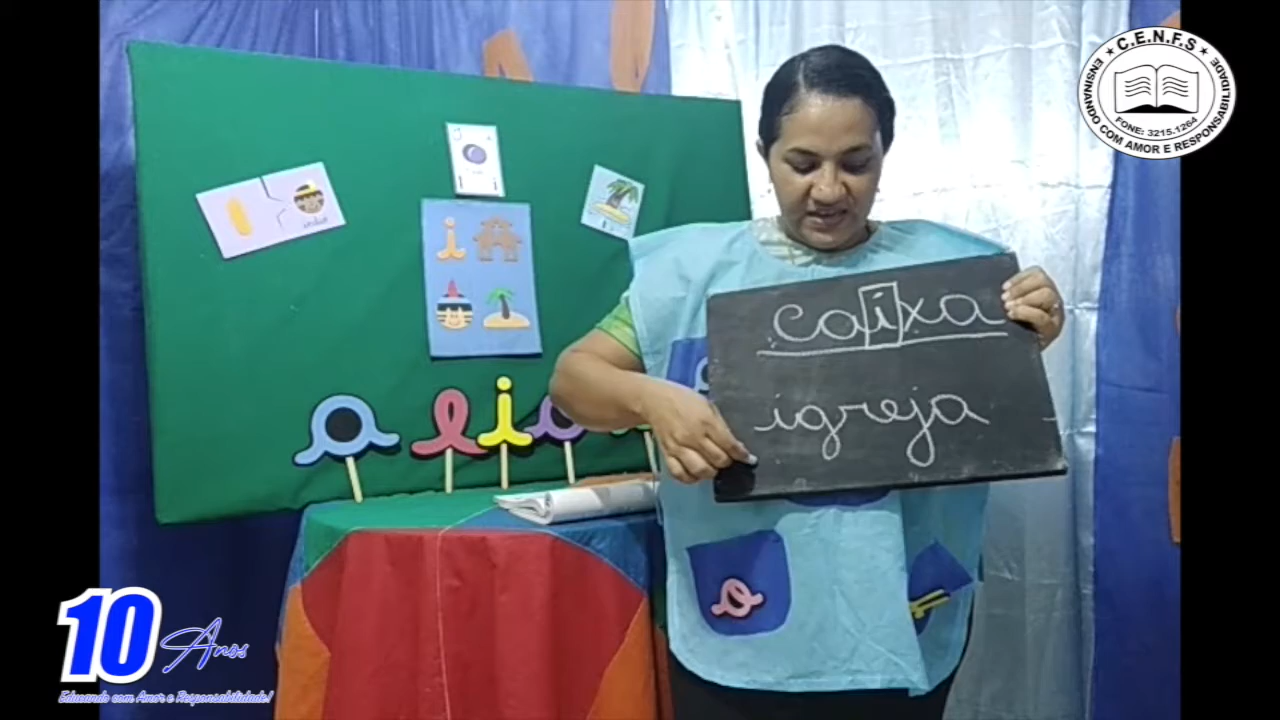 C.E.N.F.S
ENSINANDO COM AMOR E RESPONSABILIDADE
FONE: 3215.1264
i
a e i o
caixa
igreja
o
10 Anos
Educando com Amor e Responsabilidade!